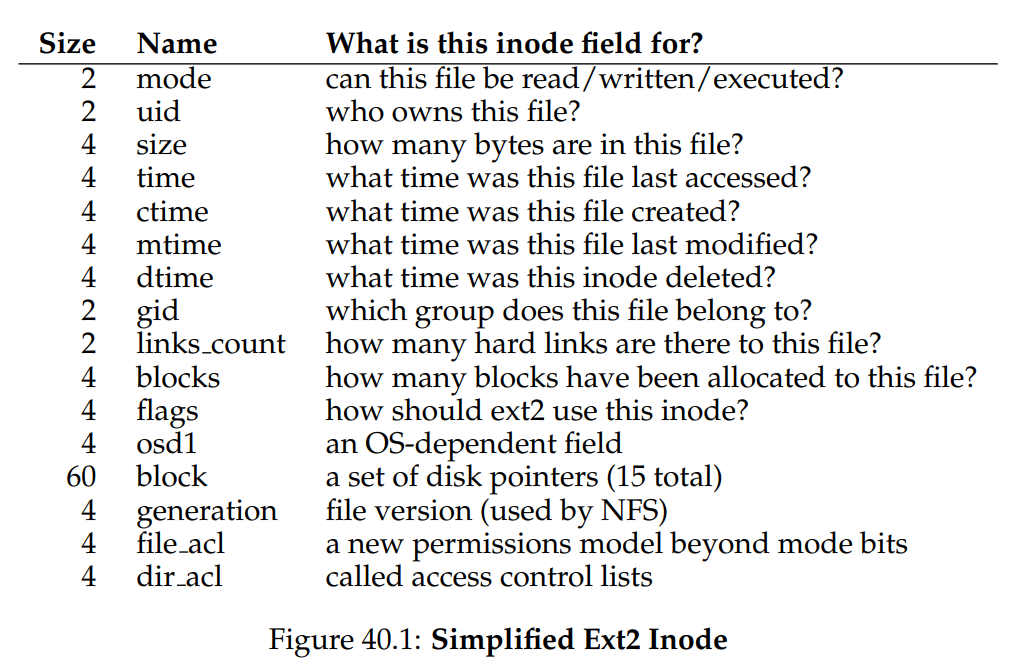 Size Name What is this inode field for?
2 mode can this file be read/written/executed?
2 uid who owns this file?
4 size how many bytes are in this file?
4 time what time was this file last accessed?
4 ctime what time was this file created?
4 mtime what time was this file last modified?
4 dtime what time was this inode deleted?
2 gid which group does this file belong to?
2 links_count how many hard links are there to this file?
4 blocks how many blocks have been allocated to this file?
4 flags how should ext2 use this inode?
4 osd1 an OS-dependent field
60 block a set of disk pointers (15 total)
4 generation file version (used by NFS)
4 file_acl a new permissions model beyond mode bits
4 dir_acl called access control lists
Figure 40.1: Simplified Ext2 Inode